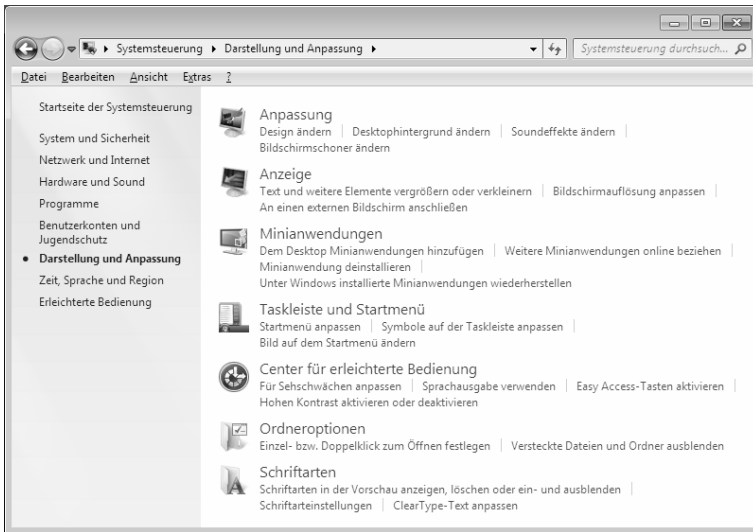 Systemsteuerung ▸ Darstellung und Anpassung ▸ Systemsteuerung durchsuch...
Datei Bearbeiten Ansicht Extras ?
Startseite der Systemsteuerung
System und Sicherheit
Netzwerk und Internet
Hardware und Sound
Programme
Benutzerkonten und
Jugendschutz
Darstellung und Anpassung
Zeit, Sprache und Region
Erleichterte Bedienung
Anpassung
Design ändern | Desktophintergrund ändern | Soundeffekte ändern |
Bildschirmschoner ändern
Anzeige
Text und weitere Elemente vergrößern oder verkleinern | Bildschirmauflösung anpassen |
An einen externen Bildschirm anschließen
Minianwendungen
Dem Desktop Minianwendungen hinzufügen | Weitere Minianwendungen online beziehen |
Minianwendung deinstallieren |
Unter Windows installierte Minianwendungen wiederherstellen
Taskleiste und Startmenü
Startmenü anpassen | Symbole auf der Taskleiste anpassen |
Bild auf dem Startmenü ändern
Center für erleichterte Bedienung
Für Sehschwächen anpassen | Sprachausgabe verwenden | Easy Access-Tasten aktivieren |
Hohen Kontrast aktivieren oder deaktivieren
Ordneroptionen
Einzel- bzw. Doppelklick zum Öffnen festlegen | Versteckte Dateien und Ordner ausblenden
Schriftarten
Schriftarten in der Vorschau anzeigen, löschen oder ein- und ausblenden |
Schriftarteinstellungen | ClearType-Text anpassen